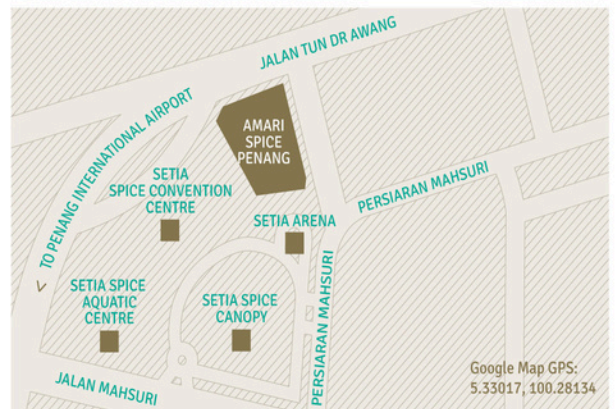 JALAN TUN DR AWANG
TO PENANG INTERNATIONAL AIRPORT
AMARI
SPICE
PENANG
SETIA
SPICE CONVENTION
CENTRE
PERSIARAN MAHSURI
SETIA ARENA
PERSIARAN MAHSURI
SETIA SPICE
AQUATIC
CENTRE
SETIA SPICE
CANOPY
JALAN MAHSURI
Google Map GPS:
5.33017, 100.28134